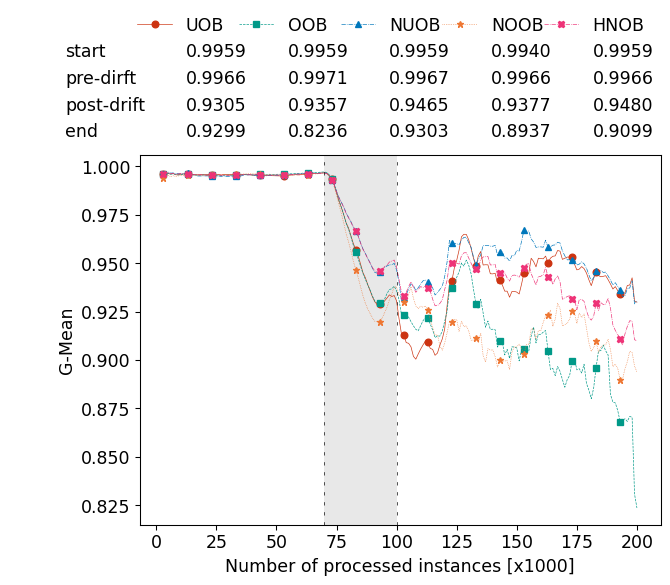 UOB OOB NUOB NOOB HNOB
start 0.9959 0.9959 0.9959 0.9940 0.9959
pre-dirft 0.9966 0.9971 0.9967 0.9966 0.9966
post-drift 0.9305 0.9357 0.9465 0.9377 0.9480
end 0.9299 0.8236 0.9303 0.8937 0.9099
1.000
0.975
0.950
0.925
0.900
0.875
0.850
0.825
G-Mean
0 25 50 75 100 125 150 175 200
Number of processed instances [x1000]